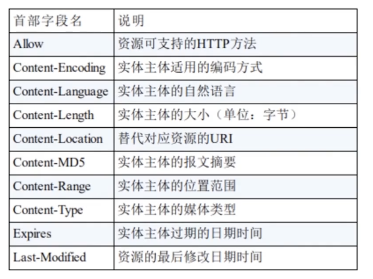 首部字段名 说明
Allow 资源可支持的HTTP方法
Content-Encoding 实体主体适用的编码方式
Content-Language 实体主体的自然语言
Content-Length 实体主体的大小（单位：字节）
Content-Location 替代对应资源的URI
Content-MD5 实体主体的报文摘要
Content-Range 实体主体的位置范围
Content-Type 实体主体的媒体类型
Expires 实体主体过期的日期时间
Last-Modified 资源的最后修改日期时间